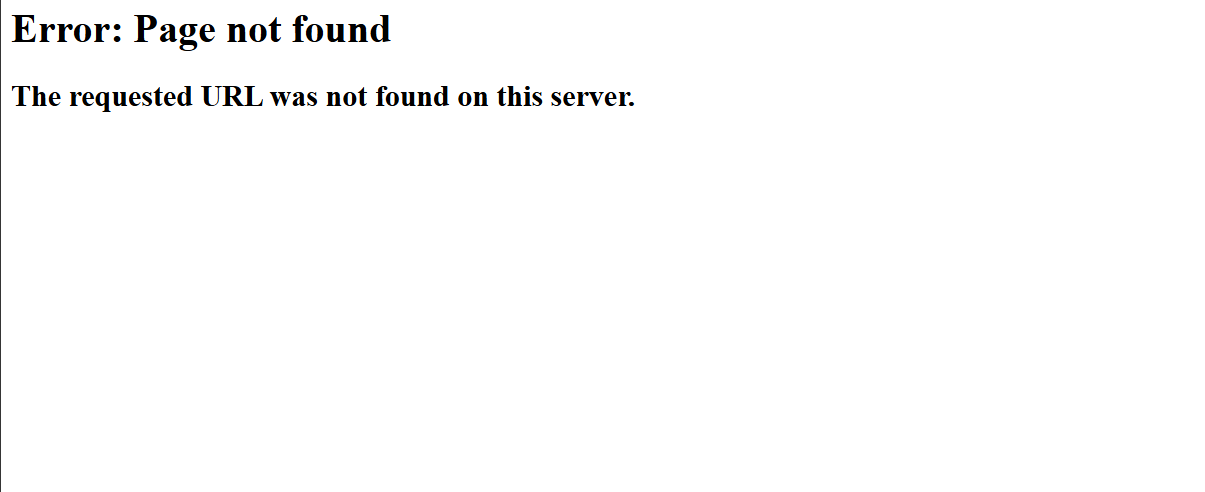 Error: Page not found
The requested URL was not found on this server.